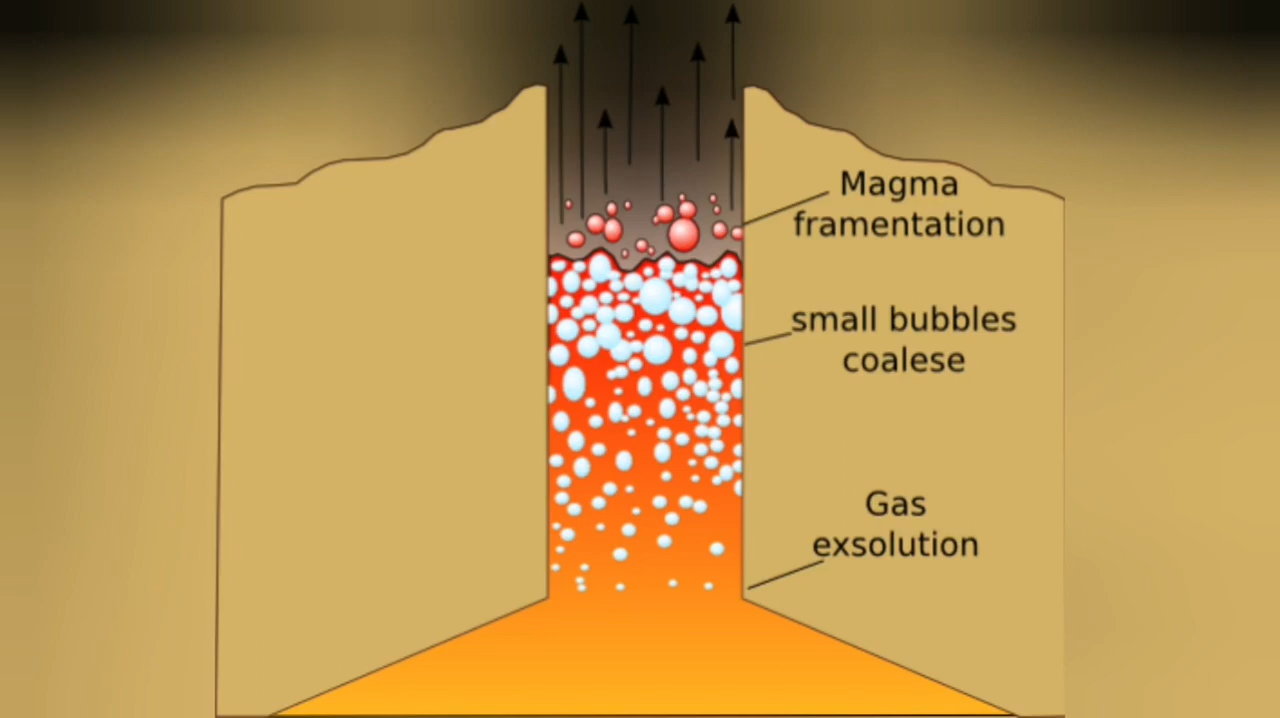 Magma
framentation
small bubbles
coalese
Gas
exsolution